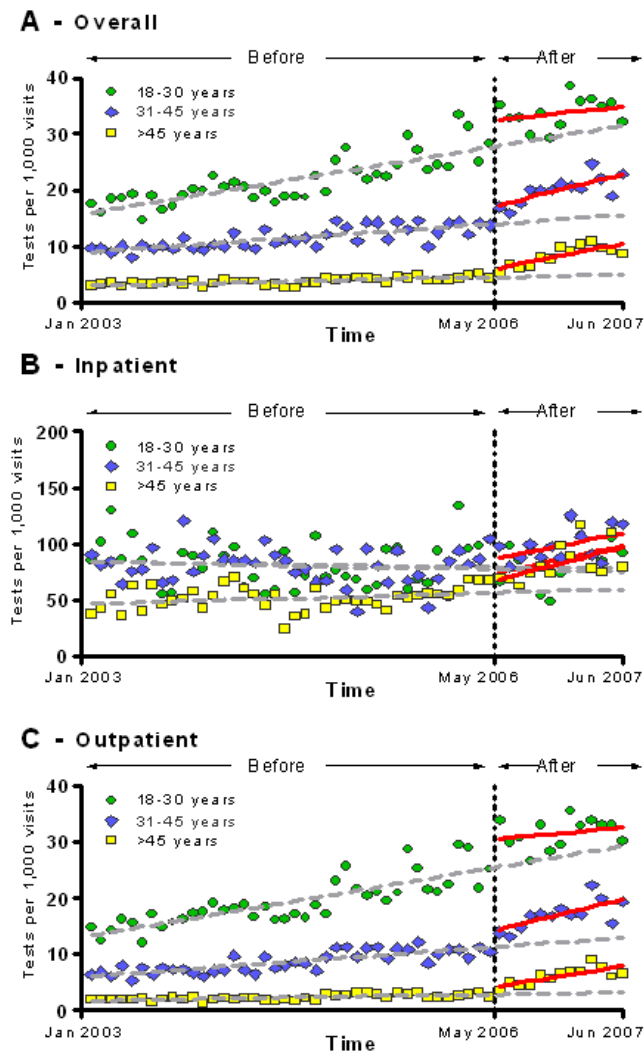 A - Overall
Before After
40
30
20
10
0
Tests per 1,000 visits
18-30 years
31-45 years
>45 years
Jan 2003 May 2006 Jun 2007
Time
B - Inpatient
Before After
200
150
100
50
0
Tests per 1,000 visits
18-30 years
31-45 years
>45 years
Jan 2003 May 2006 Jun 2007
Time
C - Outpatient
Before After
40
30
20
10
0
Tests per 1,000 visits
18-30 years
31-45 years
>45 years
Jan 2003 May 2006 Jun 2007
Time